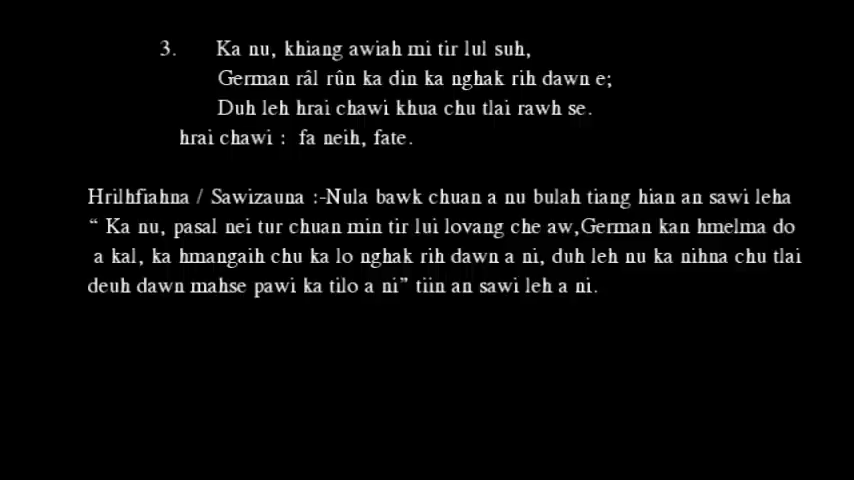 3. Ka nu, khiang awiah mi tir lul suh,
German râl rûn ka din ka nghak rih dawn e;
Duh leh hrai chawi khua chu tlai rawh se.
hrai chawi : fa neih, fate.
Hrilhfiahna / Sawizauna :-Nula bawk chuan a nu bulah tiang hian an sawi leha
“ Ka nu, pasal nei tur chuan min tir lui lovang che aw,German kan hmelma do
a kal, ka hmangaih chu ka lo nghak rih dawn a ni, duh leh nu ka nihna chu tlai
deuh dawn mahse pawi ka tilo a ni” tiin an sawi leh a ni.